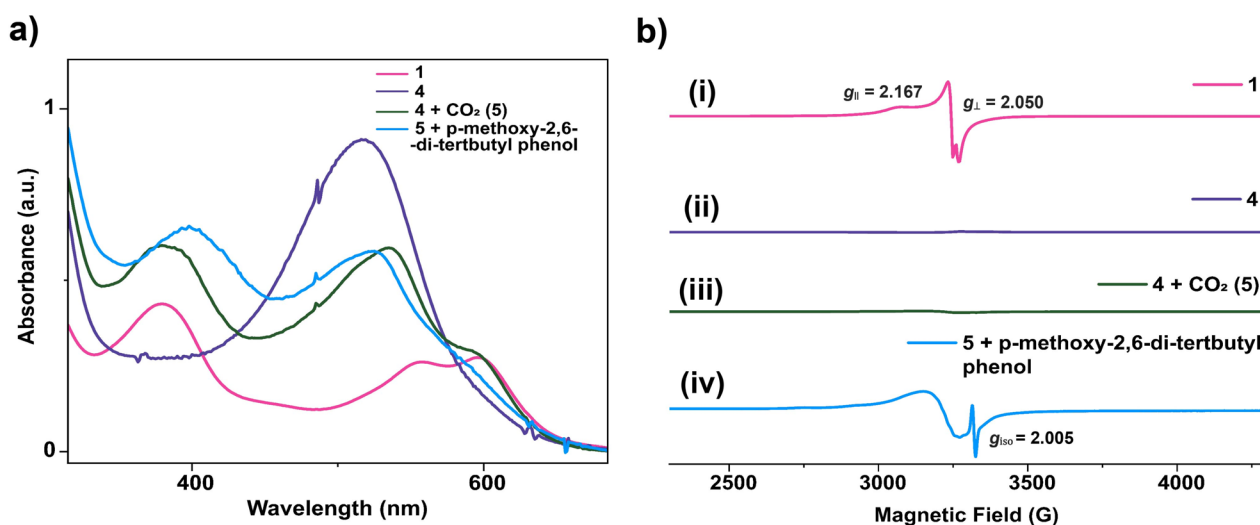 a)
1
4
4 + CO₂ (5)
5 + p-methoxy-2,6-
-di-tertbutyl phenol
1
0
Absorbance (a.u.)
400
600
Wavelength (nm)
b)
(i)
g∥ = 2.167
g⊥ = 2.050
1
(ii)
4
(iii)
4 + CO₂ (5)
(iv)
5 + p-methoxy-2,6-di-tertbutyl
phenol
giso = 2.005
2500
3000
3500
4000
Magnetic Field (G)